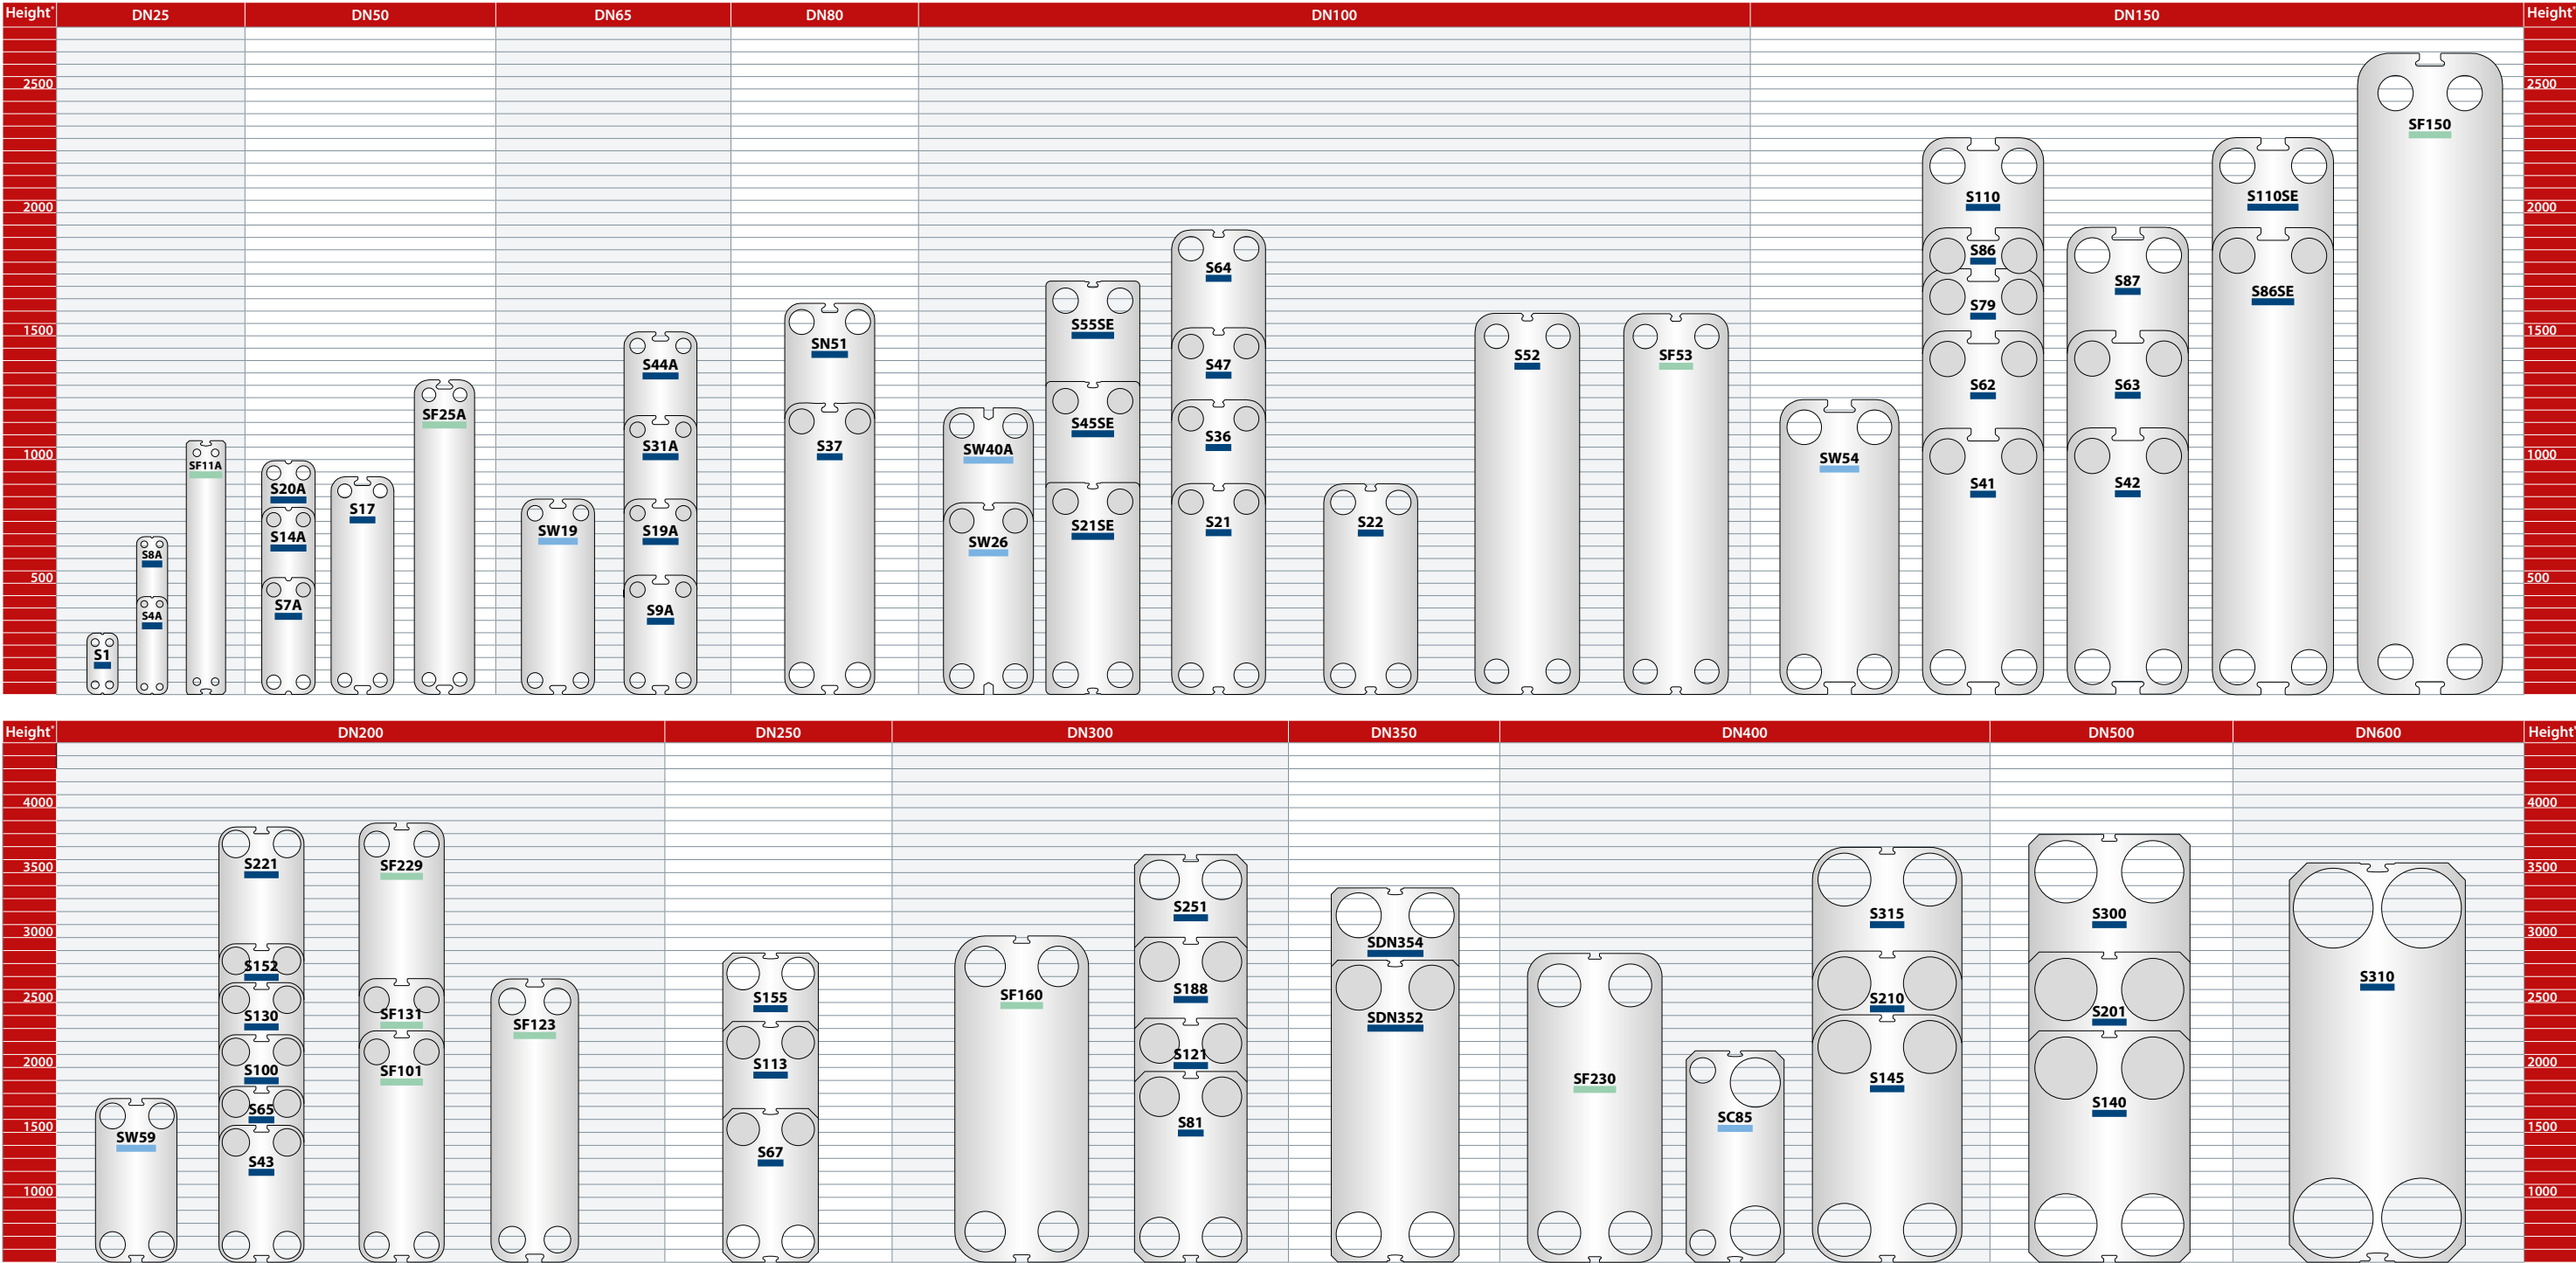 Height* DN25 DN50 DN65 DN80 DN100 DN150 Height*
2500 2500
SF150
2000 S110 S110SE 2000
S86
S64
S87
S86SE
S79
1500 S55SE 1500
SN51
S52 SF53
S44A S47
S62 S63
SF25A
S45SE
S36
1000 SF11A S31A S37 SW40A SW54 1000
S20A S41 S42
S17
S14A SW19 S19A S21SE S21 S22
SW26
500 S8A 500
S7A
S4A S9A
S1
Height* DN200 DN250 DN300 DN350 DN400 DN500 DN600 Height*
4000 4000
3500 S221 SF229 3500
S251 S315 S300
3000 SDN354 3000
S152 S310
2500 S155 SF160 S188 S210 2500
S130 SF131 SF123 SDN352 S201
2000 S100 SF101 S113 S121 SF230 S145 2000
S65 S140
1500 SW59 S81 SC85 1500
S43 S67
1000 1000